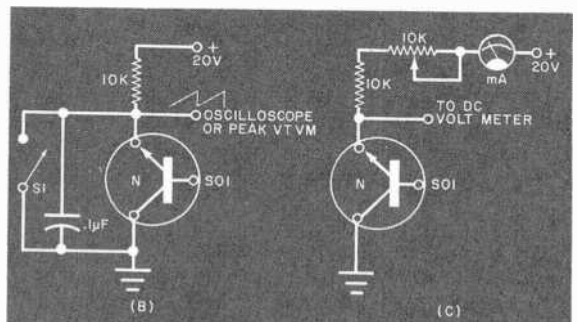 +
20V
10K
OSCILLOSCOPE
OR PEAK VTVM
N
SO1
S1
.1µF
(B)
10K
+
20V
mA
10K
TO DC
VOLT METER
N
SO1
(C)